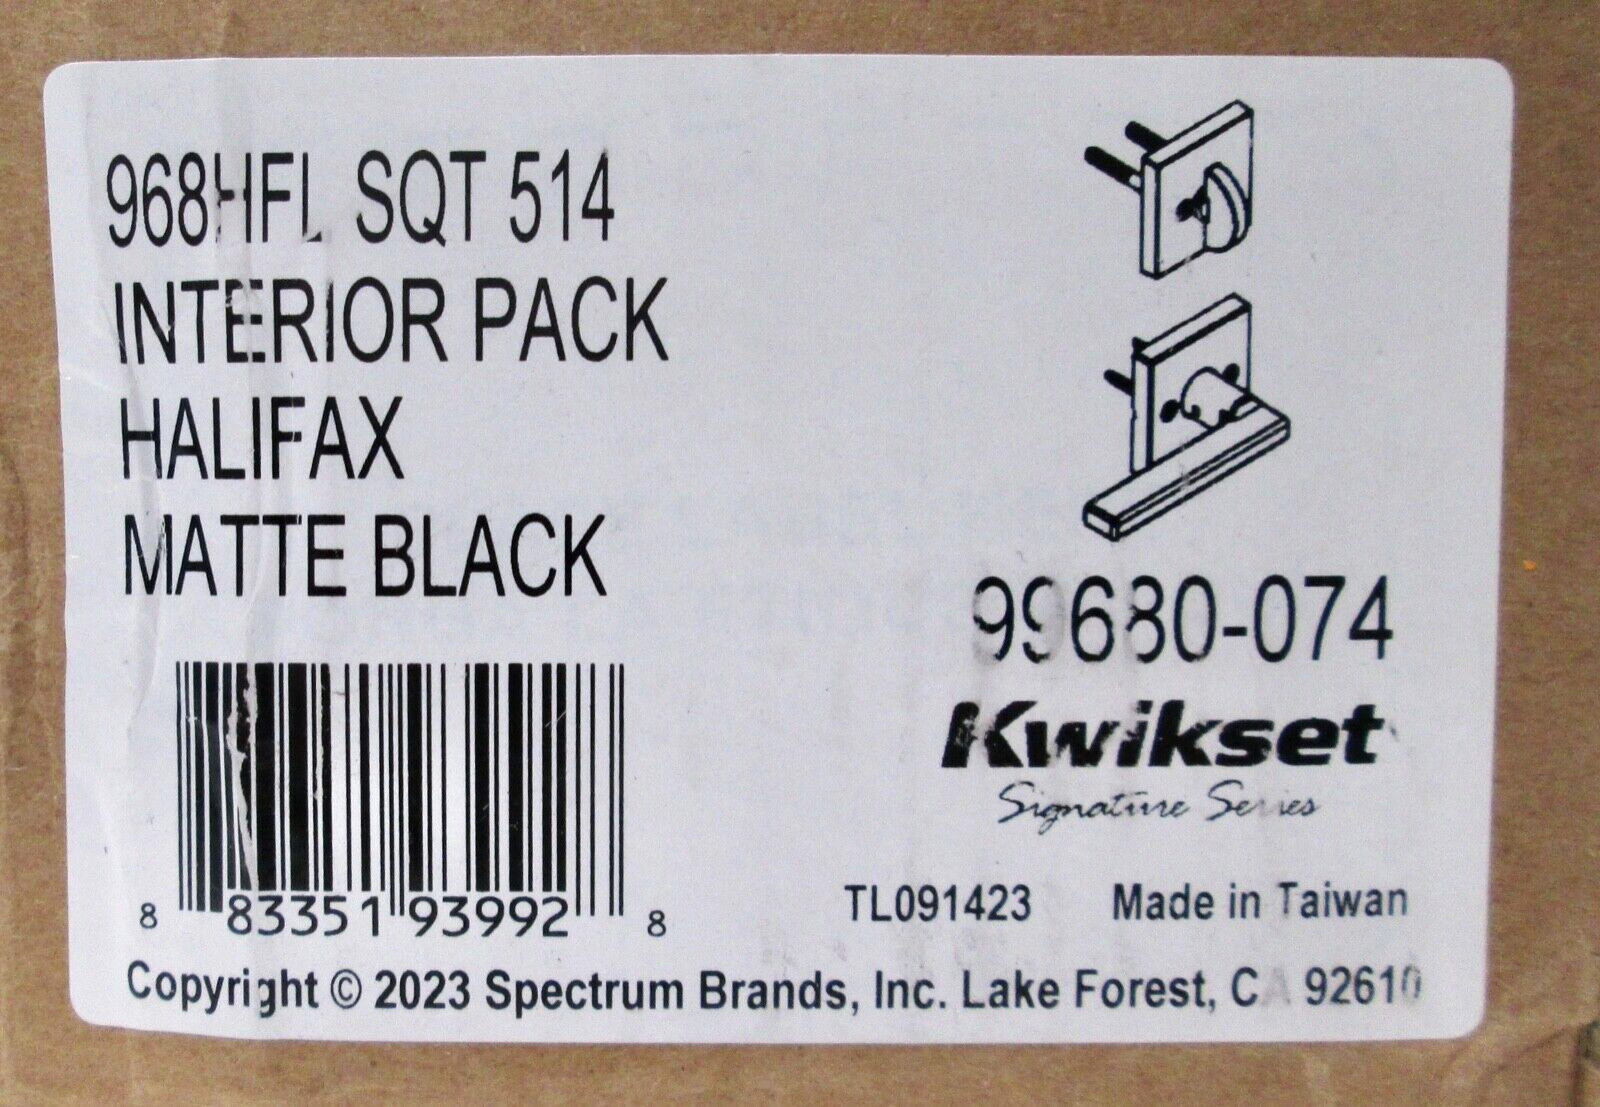 968HFL SQT 514
INTERIOR PACK
HALIFAX
MATTE BLACK
99680-074
Kwikset
Signature Series
8 83351 93992 8
TL091423 Made in Taiwan
Copyright © 2023 Spectrum Brands, Inc. Lake Forest, CA 92610